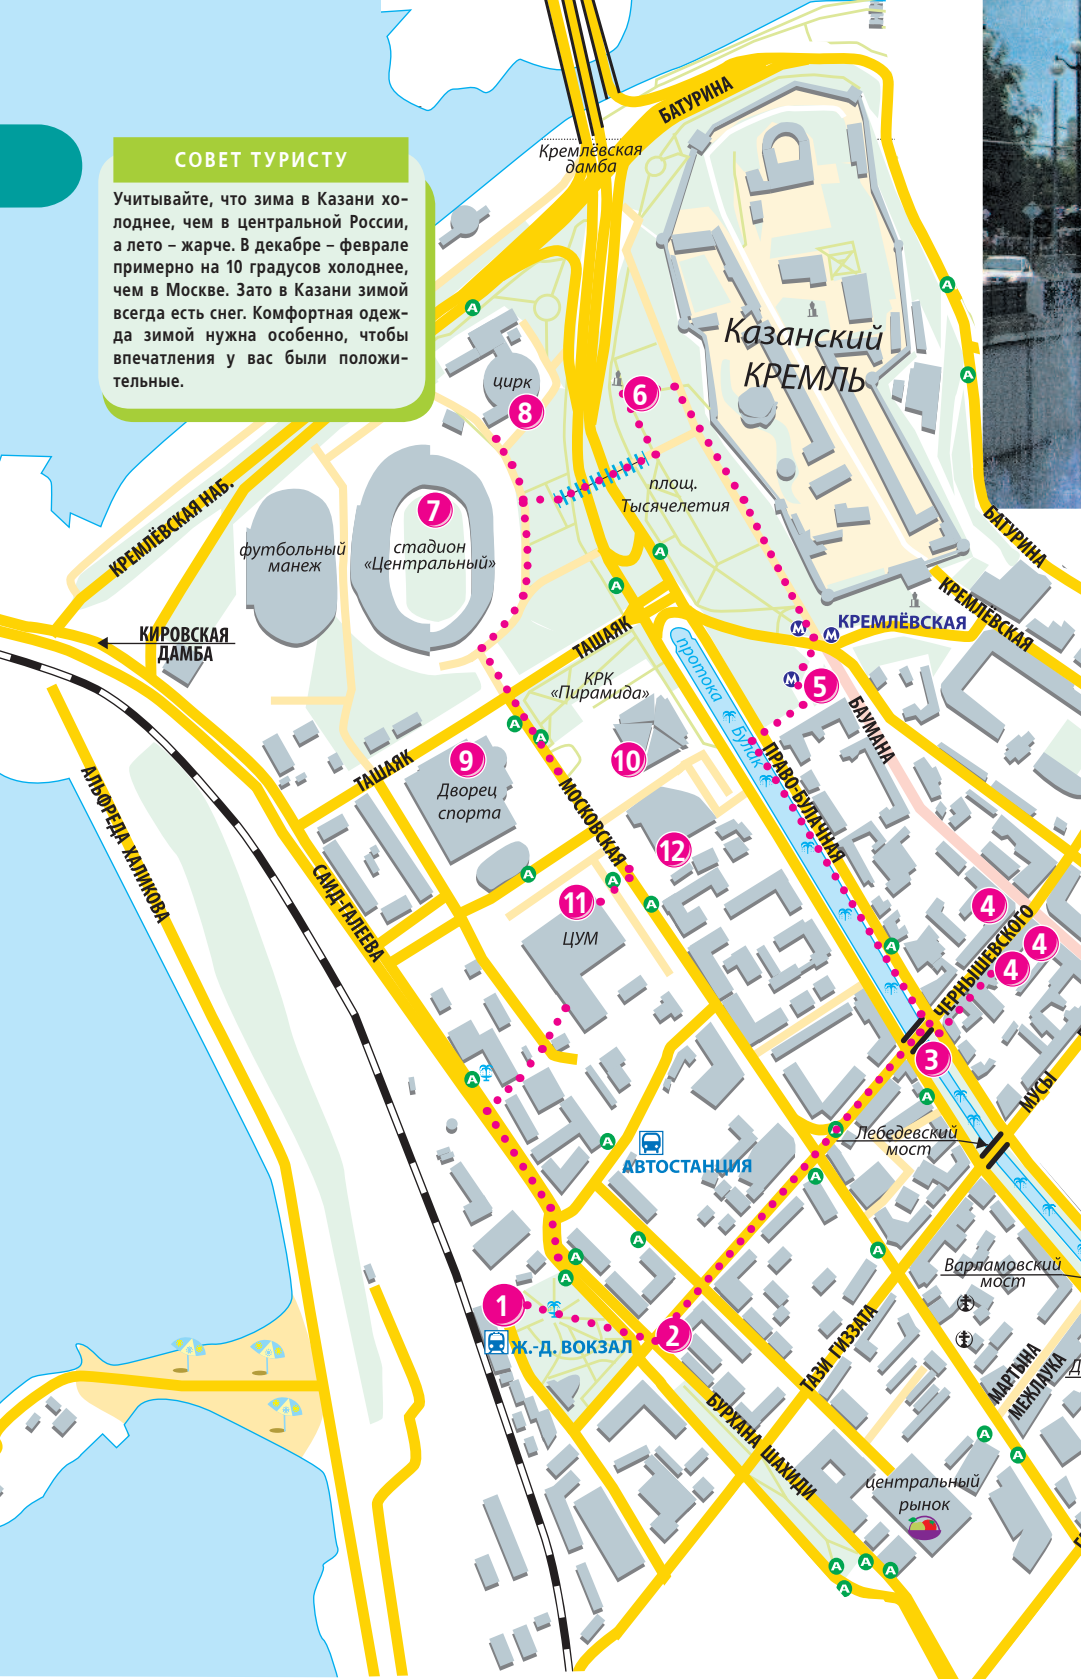 СОВЕТ ТУРИСТУ
Учитывайте, что зима в Казани хо-
лоднее, чем в центральной России,
а лето – жарче. В декабре – феврале
примерно на 10 градусов холоднее,
чем в Москве. Зато в Казани зимой
всегда есть снег. Комфортная одеж-
да зимой нужна особенно, чтобы
впечатления у вас были положи-
тельные.
БАТУРИНА
Кремлёвская
дамба
А
А
А
Казанский
КРЕМЛЬ
цирк
8
6
площ.
Тысячелетия
7
стадион
«Центральный»
футбольный
манеж
КРЕМЛЁВСКАЯ НАБ.
БАТУРИНА
КРЕМЛЁВСКАЯ
А
А
М
М
КРЕМЛЁВСКАЯ
КИРОВСКАЯ
ДАМБА
ТАШАЯК
протока
Булак
КРК
«Пирамида»
М
5
БАУМАНА
А
А
ТАШАЯК
9
Дворец
спорта
10
ПРАВО-БУЛАЧНАЯ
МОСКОВСКАЯ
АЛЬФРЕДА ХАЛИКОВА
САИД-ГАЛЕЕВА
12
А
А
А
11
ЦУМ
4
4
4
ЧЕРНЫШЕВСКОГО
А
3
МУСЫ
А
А
А
Лебедевский
мост
А
АВТОСТАНЦИЯ
А
А
А
А
А
Варламовский
мост
1
Ж.-Д. ВОКЗАЛ
2
ТАЗИ ГИЗЗАТА
МАРТЫНА
МЕЖЛАУКА
Д
БУРХАНА ШАХИДИ
А
А
центральный
рынок
А
А
А
А